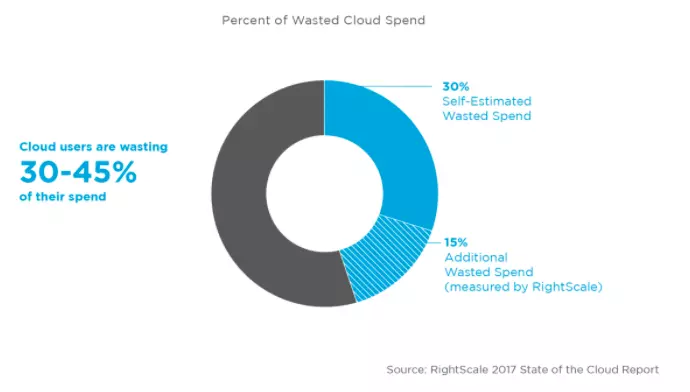 Percent of Wasted Cloud Spend
30%
Self-Estimated
Wasted Spend
Cloud users are wasting
30-45%
of their spend
15%
Additional
Wasted Spend
(measured by RightScale)
Source: RightScale 2017 State of the Cloud Report